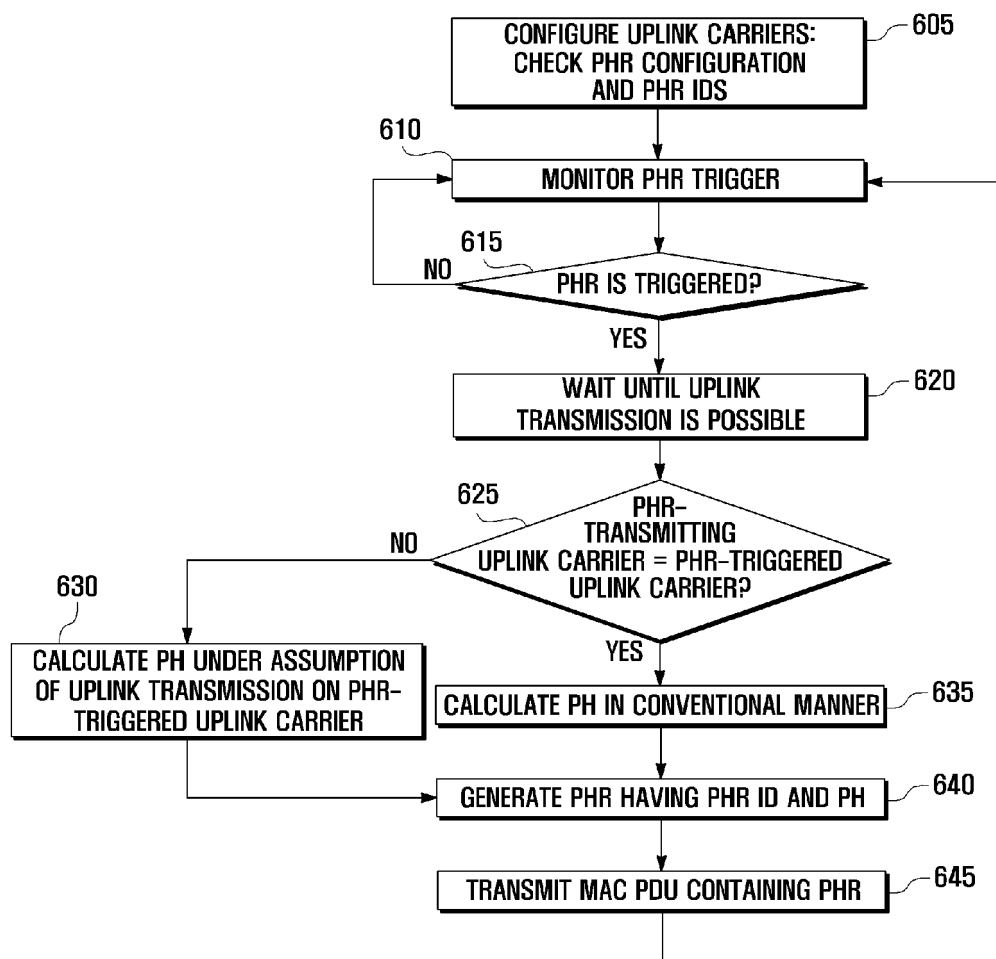 CONFIGURE UPLINK CARRIERS:
CHECK PHR CONFIGURATION
AND PHR IDS
605
610
MONITOR PHR TRIGGER
615
NO
PHR IS TRIGGERED?
YES
WAIT UNTIL UPLINK
TRANSMISSION IS POSSIBLE
620
625
NO
PHR-
TRANSMITTING
UPLINK CARRIER = PHR-TRIGGERED
UPLINK CARRIER?
YES
630
CALCULATE PH UNDER ASSUMPTION
OF UPLINK TRANSMISSION ON PHR-
TRIGGERED UPLINK CARRIER
CALCULATE PH IN CONVENTIONAL MANNER
635
GENERATE PHR HAVING PHR ID AND PH
640
TRANSMIT MAC PDU CONTAINING PHR
645